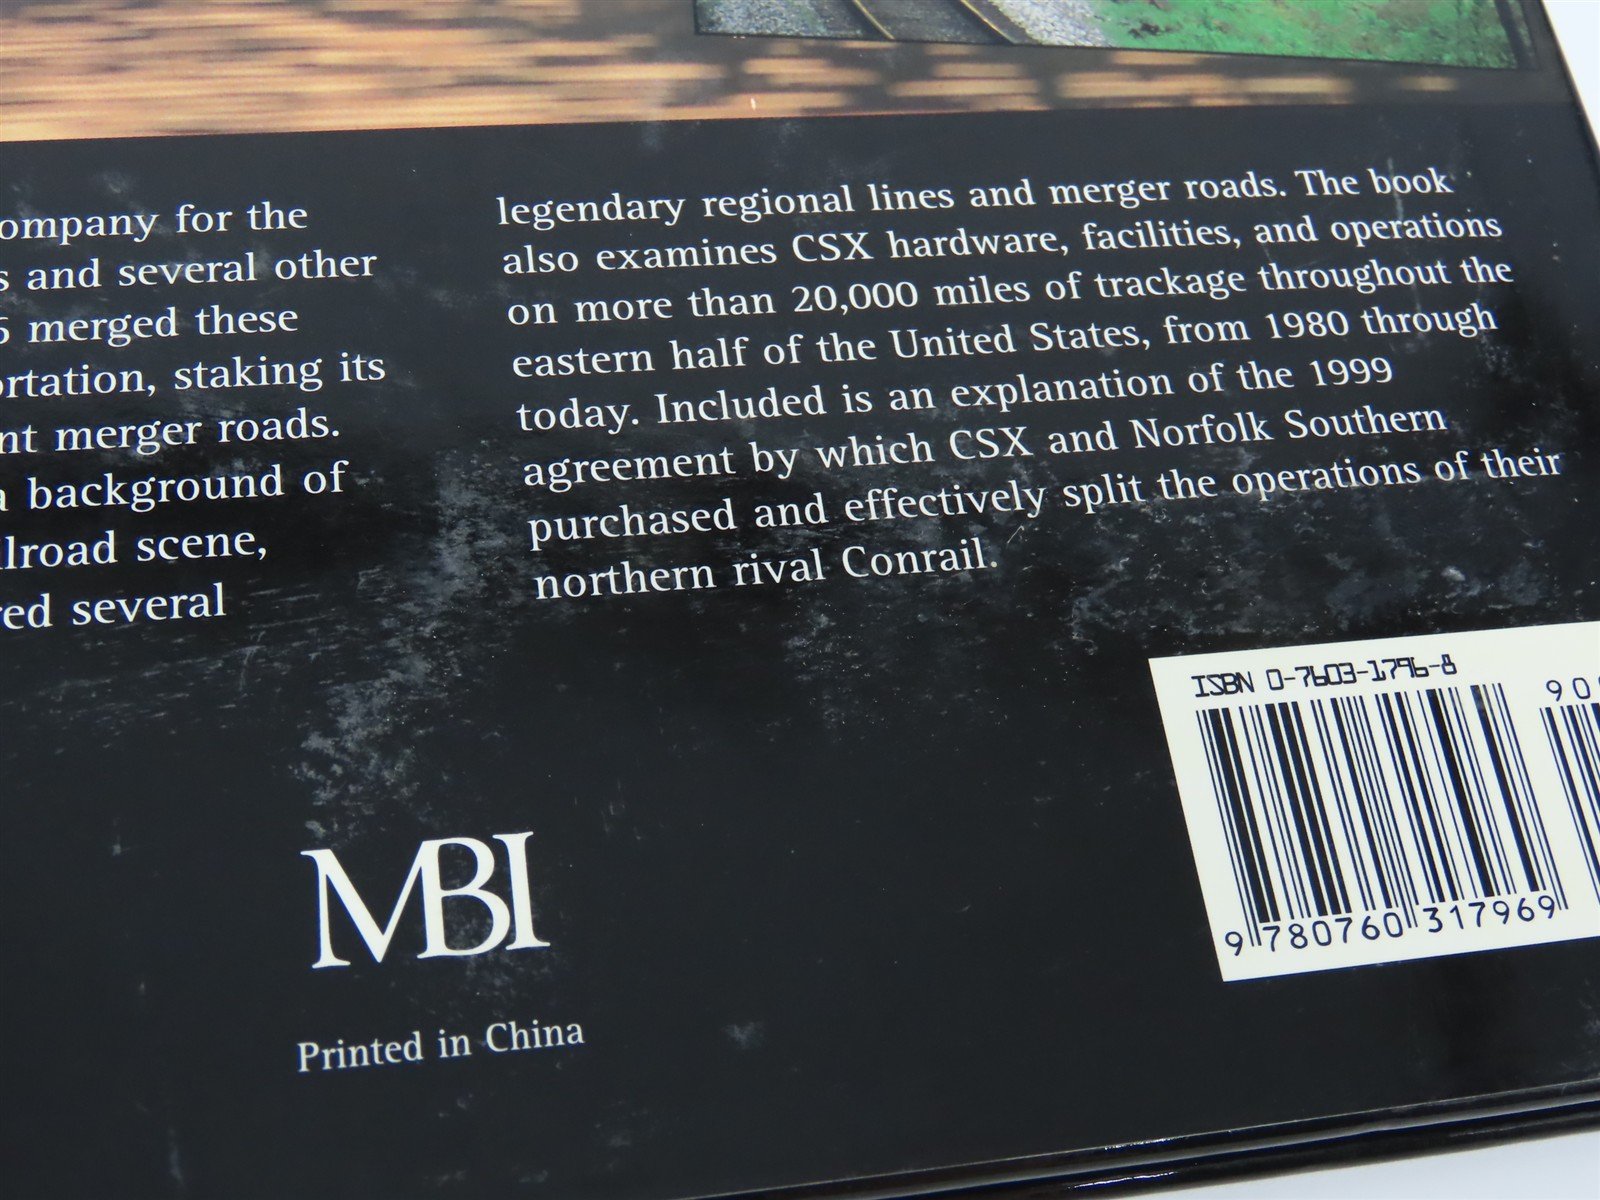 ompany for the
s and several other
merged these
ortation, staking its
nt merger roads.
a background of
lroad scene,
red several
legendary regional lines and merger roads. The book
also examines CSX hardware, facilities, and operations
on more than 20,000 miles of trackage throughout the
eastern half of the United States, from 1980 through
today. Included is an explanation of the 1999
agreement by which CSX and Norfolk Southern
purchased and effectively split the operations of their
northern rival Conrail.
ISBN 0-7603-1796-8
90
9 780760 317969
MBI
Printed in China